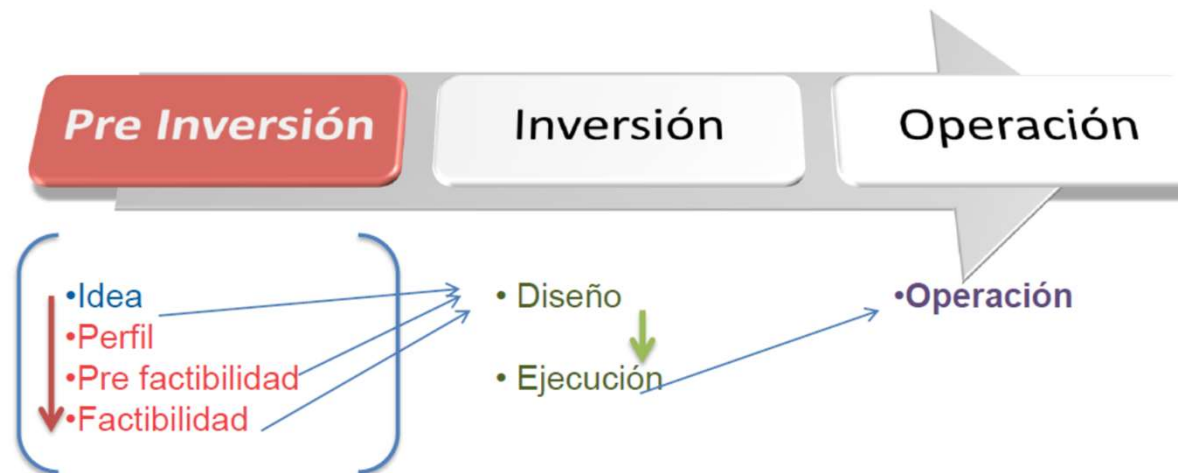 Pre Inversión
Inversión
Operación
•Idea
•Perfil
•Pre factibilidad
•Factibilidad
• Diseño
• Ejecución
•Operación